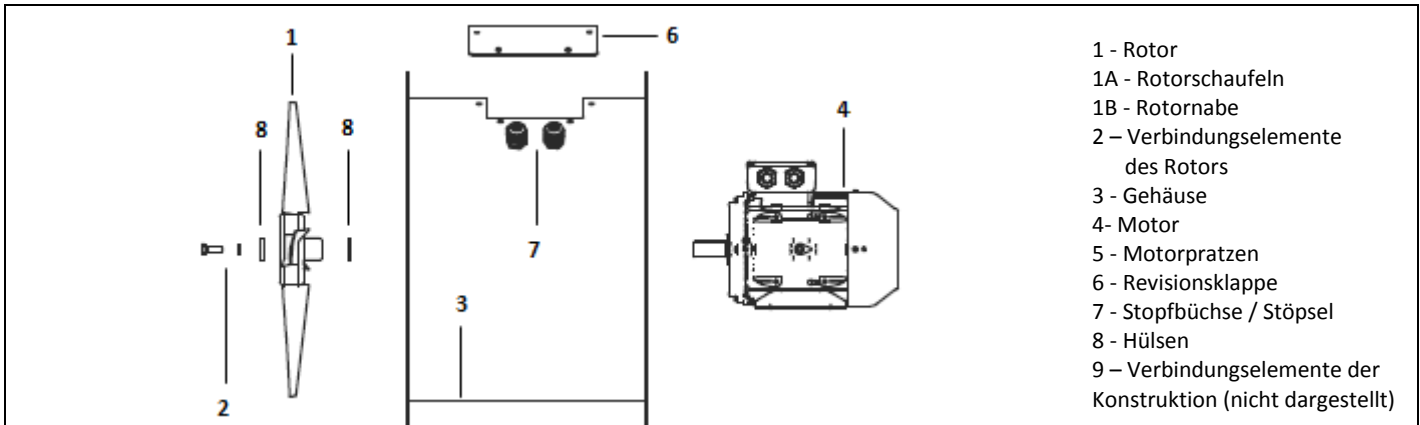 1
6
8
8
4
7
3
2
1 - Rotor
1A - Rotorschaufeln
1B - Rotornabe
2 – Verbindungselemente
des Rotors
3 - Gehäuse
4- Motor
5 - Motorpratzen
6 - Revisionsklappe
7 - Stopfbüchse / Stöpsel
8 - Hülsen
9 – Verbindungselemente der
Konstruktion (nicht dargestellt)